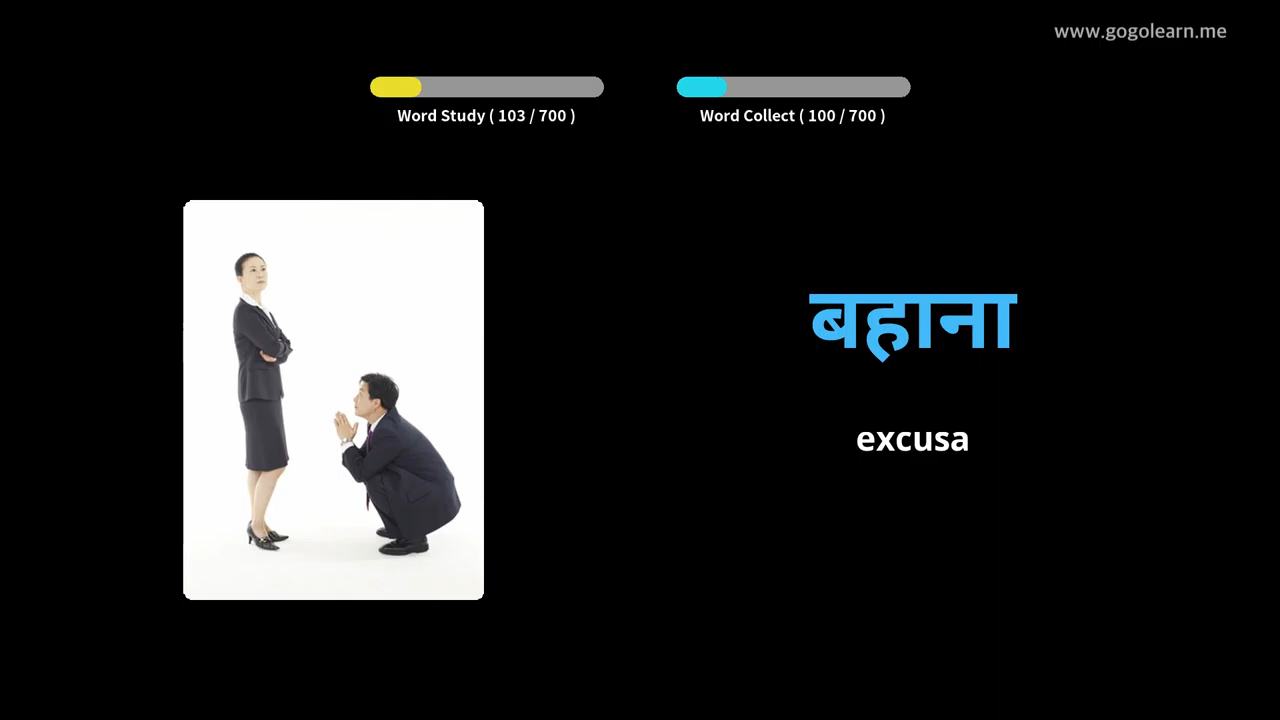 www.gogolearn.me
Word Study ( 103 / 700 )
Word Collect ( 100 / 700 )
बहाना
excusa